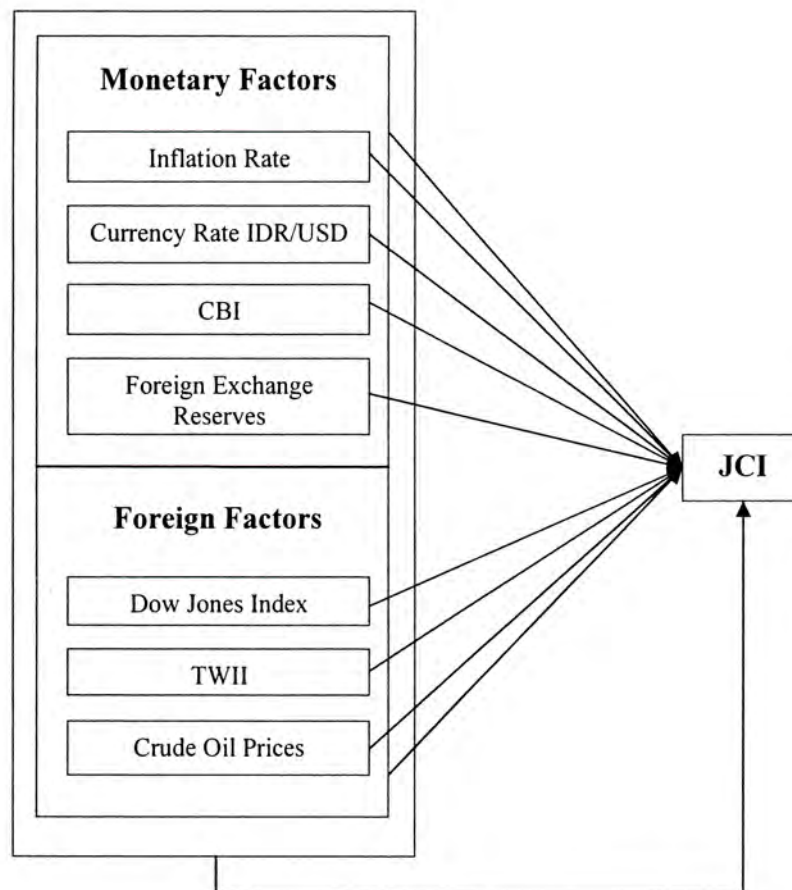 Monetary Factors
Inflation Rate
Currency Rate IDR/USD
CBI
Foreign Exchange
Reserves
JCI
Foreign Factors
Dow Jones Index
TWII
Crude Oil Prices